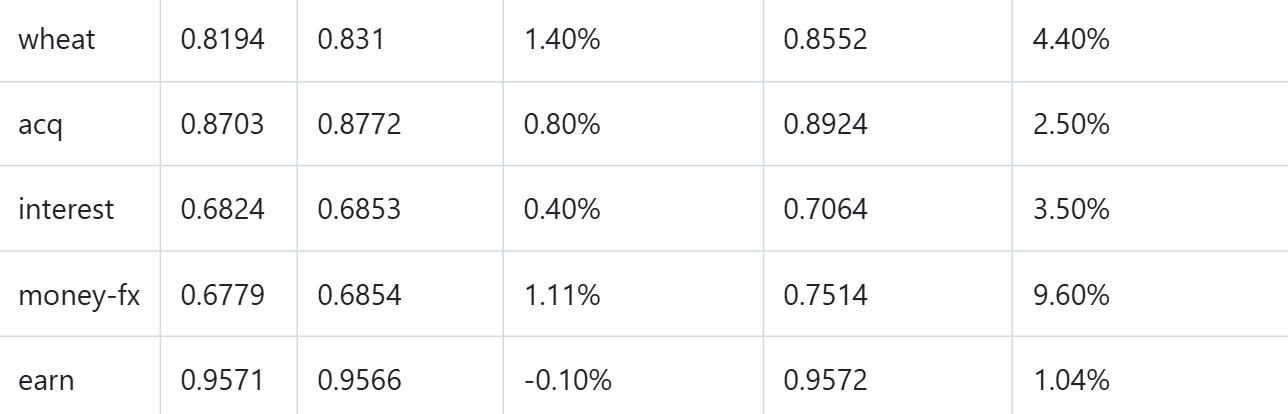 wheat 0.8194 0.831 1.40% 0.8552 4.40%
acq 0.8703 0.8772 0.80% 0.8924 2.50%
interest 0.6824 0.6853 0.40% 0.7064 3.50%
money-fx 0.6779 0.6854 1.11% 0.7514 9.60%
earn 0.9571 0.9566 -0.10% 0.9572 1.04%